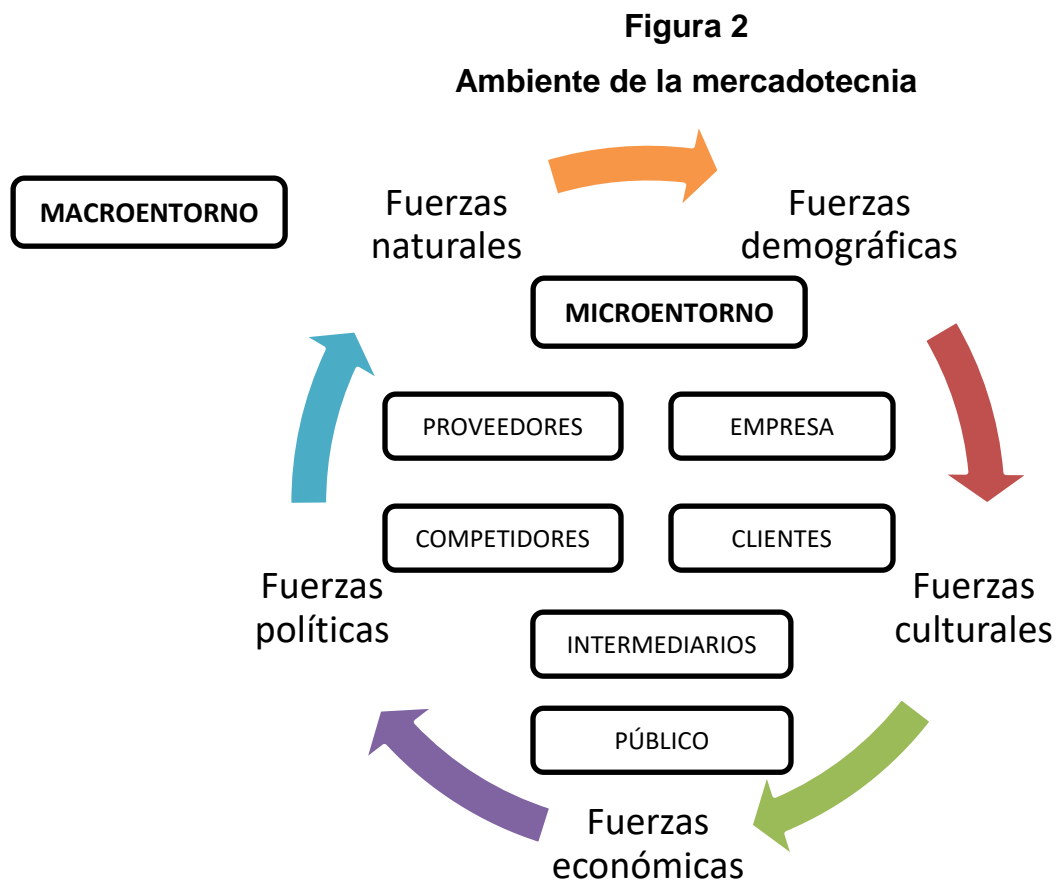 Figura 2
Ambiente de la mercadotecnia
MACROENTORNO
Fuerzas
naturales
Fuerzas
demográficas
MICROENTORNO
PROVEEDORES
EMPRESA
COMPETIDORES
CLIENTES
Fuerzas
políticas
Fuerzas
culturales
INTERMEDIARIOS
PÚBLICO
Fuerzas
económicas